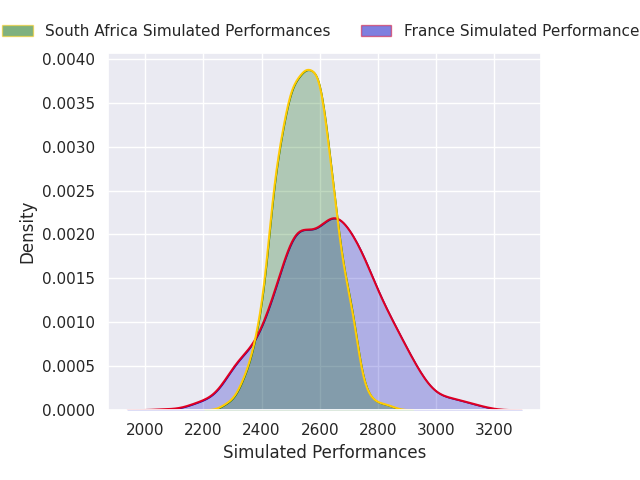 South Africa Simulated Performances France Simulated Performance
0.0040
0.0035
0.0030
0.0025
0.0020
0.0015
0.0010
0.0005
0.0000
Density
2000 2200 2400 2600 2800 3000 3200
Simulated Performances